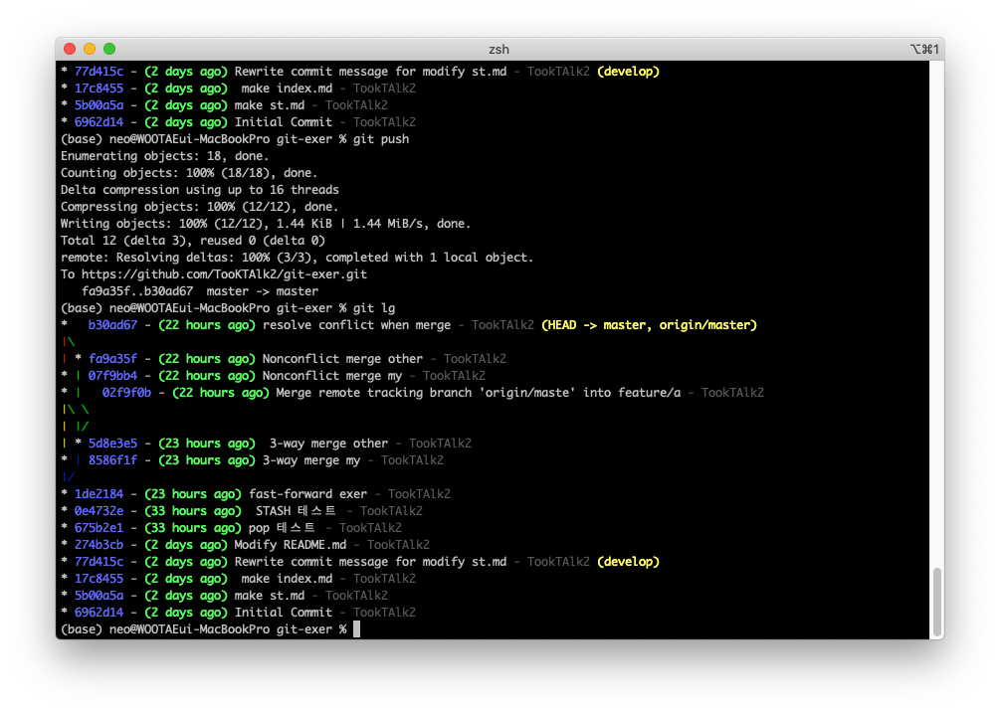 zsh
⌥⌘1
* 77d415c - (2 days ago) Rewrite commit message for modify st.md - TookTAlk2 (develop)
* 17c8455 - (2 days ago)  make index.md - TookTAlk2
* 5b00a5a - (2 days ago) make st.md - TookTAlk2
* 6962d14 - (2 days ago) Initial Commit - TookTAlk2
(base) neo@WOOTAEui-MacBookPro git-exer % git push
Enumerating objects: 18, done.
Counting objects: 100% (18/18), done.
Delta compression using up to 16 threads
Compressing objects: 100% (12/12), done.
Writing objects: 100% (12/12), 1.44 KiB | 1.44 MiB/s, done.
Total 12 (delta 3), reused 0 (delta 0)
remote: Resolving deltas: 100% (3/3), completed with 1 local object.
To https://github.com/TooKTAlk2/git-exer.git
   fa9a35f..b30ad67  master -> master
(base) neo@WOOTAEui-MacBookPro git-exer % git lg
*   b30ad67 - (22 hours ago) resolve conflict when merge - TookTAlk2 (HEAD -> master, origin/master)
|\
| * fa9a35f - (22 hours ago) Nonconflict merge other - TookTAlk2
* | 07f9bb4 - (22 hours ago) Nonconflict merge my - TookTAlk2
* |   02f9f0b - (22 hours ago) Merge remote tracking branch 'origin/maste' into feature/a - TookTAlk2
|\ \
| |/
| * 5d8e3e5 - (23 hours ago)  3-way merge other - TookTAlk2
* | 8586f1f - (23 hours ago) 3-way merge my - TookTAlk2
|/
* 1de2184 - (23 hours ago) fast-forward exer - TookTAlk2
* 0e4732e - (33 hours ago)  STASH 테스트 - TookTAlk2
* 675b2e1 - (33 hours ago) pop 테스트 - TookTAlk2
* 274b3cb - (2 days ago) Modify README.md - TookTAlk2
* 77d415c - (2 days ago) Rewrite commit message for modify st.md - TookTAlk2 (develop)
* 17c8455 - (2 days ago)  make index.md - TookTAlk2
* 5b00a5a - (2 days ago) make st.md - TookTAlk2
* 6962d14 - (2 days ago) Initial Commit - TookTAlk2
(base) neo@WOOTAEui-MacBookPro git-exer %